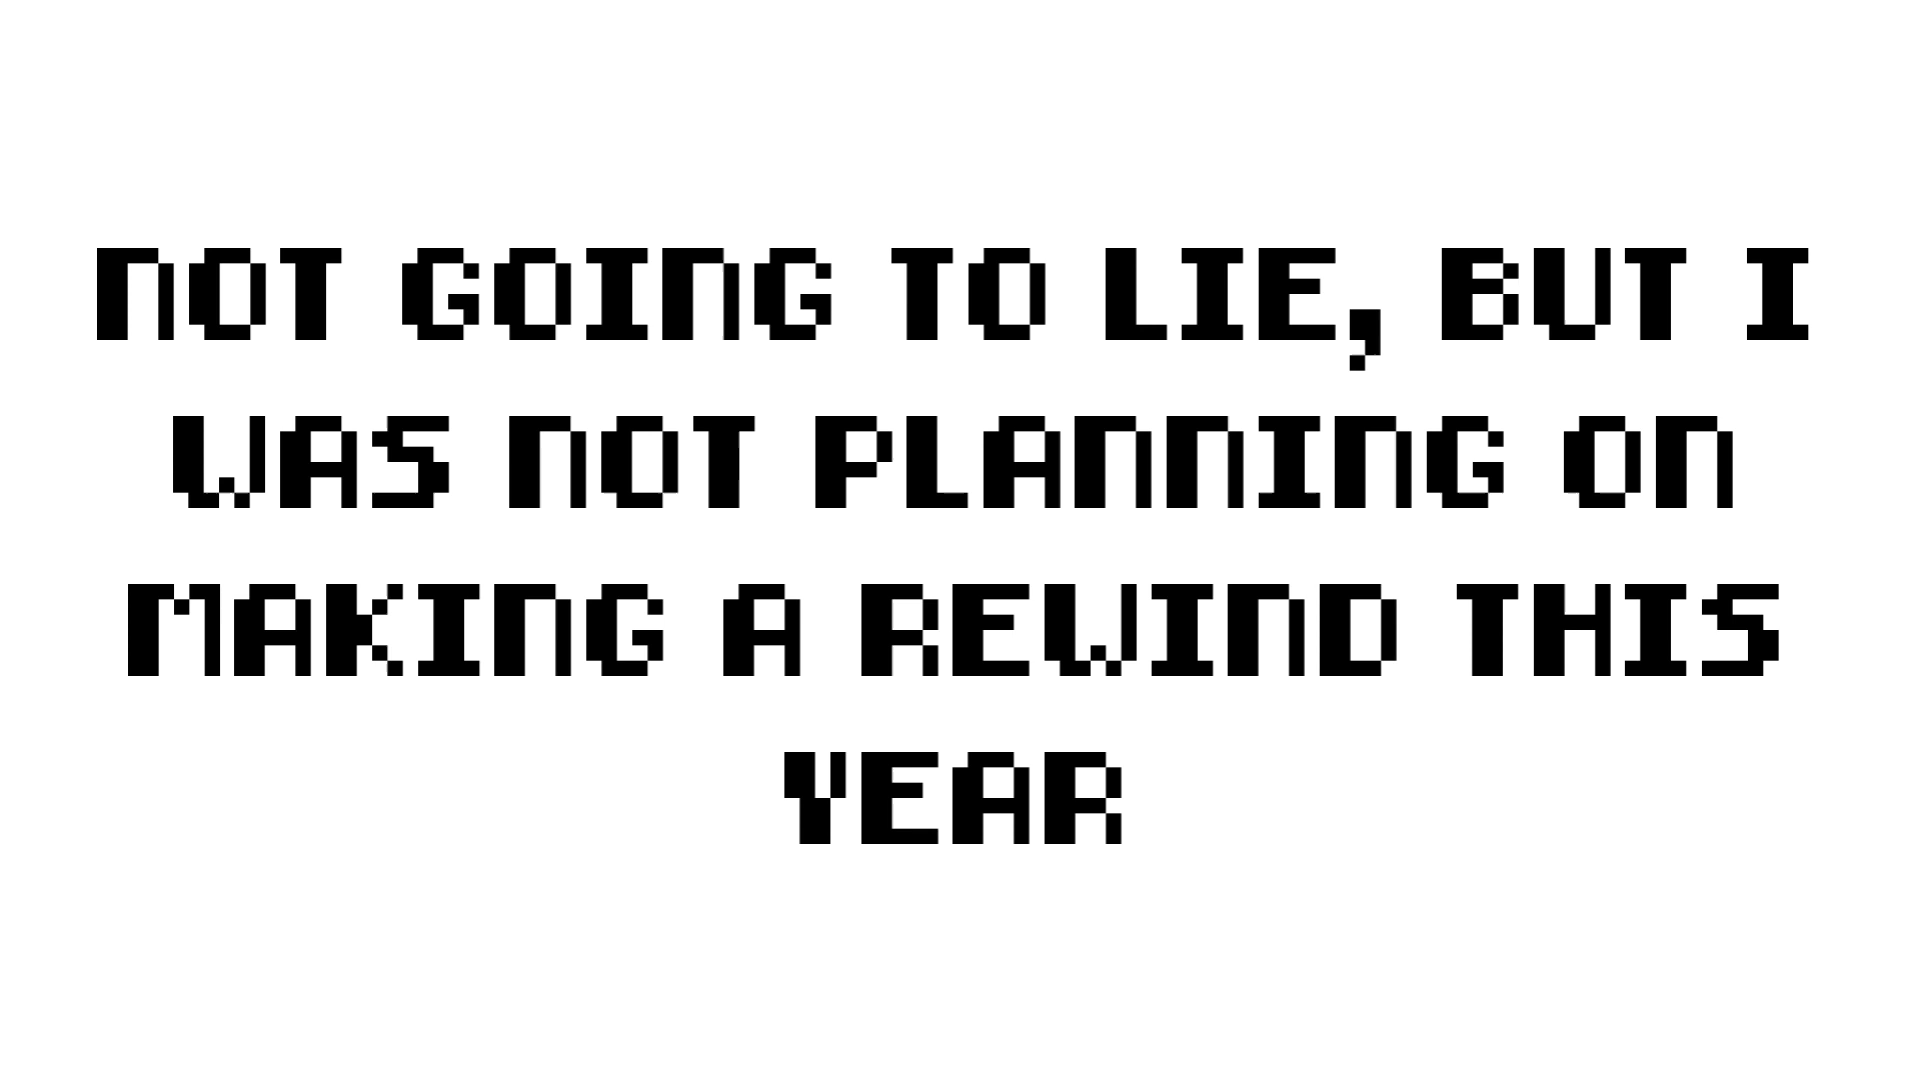 NOT GOING TO LIE, BUT I
WAS NOT PLANNING ON
MAKING A REWIND THIS
YEAR